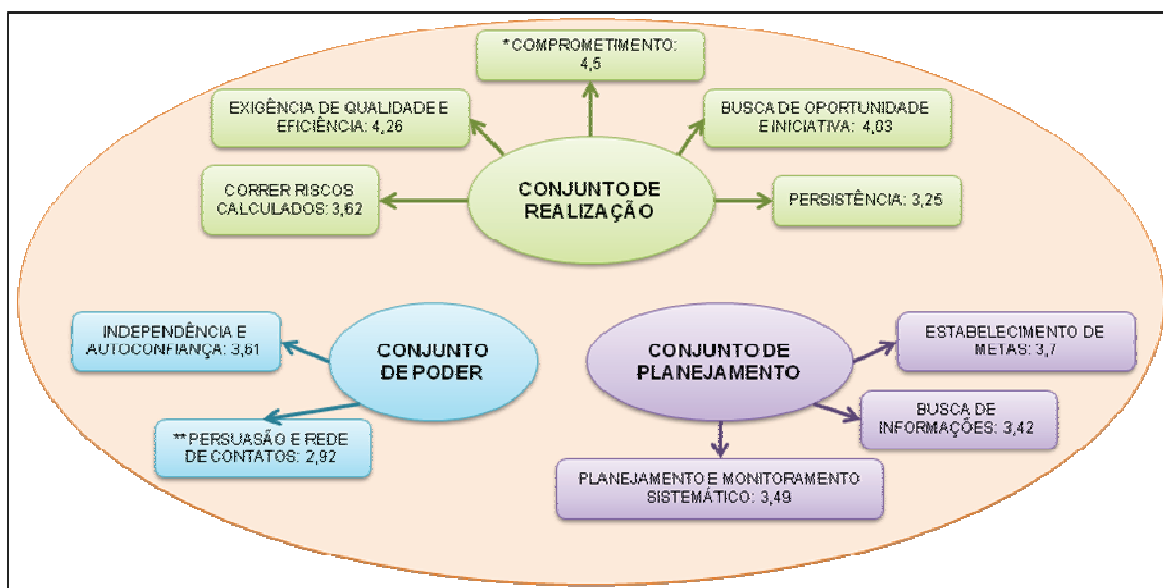 *COMPROMETIMENTO:
4,5
EXIGÊNCIA DE QUALIDADE E
EFICIÊNCIA: 4,26
BUSCA DE OPORTUNIDADE
E INICIATIVA: 4,03
CORRER RISCOS
CALCULADOS: 3,62
CONJUNTO DE
REALIZAÇÃO
PERSISTÊNCIA: 3,25
INDEPENDÊNCIA E
AUTOCONFIANÇA: 3,61
CONJUNTO
DE PODER
**PERSUASÃO E REDE
DE CONTATOS: 2,92
CONJUNTO DE
PLANEJAMENTO
ESTABELECIMENTO DE
METAS: 3,7
BUSCA DE
INFORMAÇÕES: 3,42
PLANEJAMENTO E MONITORAMENTO
SISTEMÁTICO: 3,49